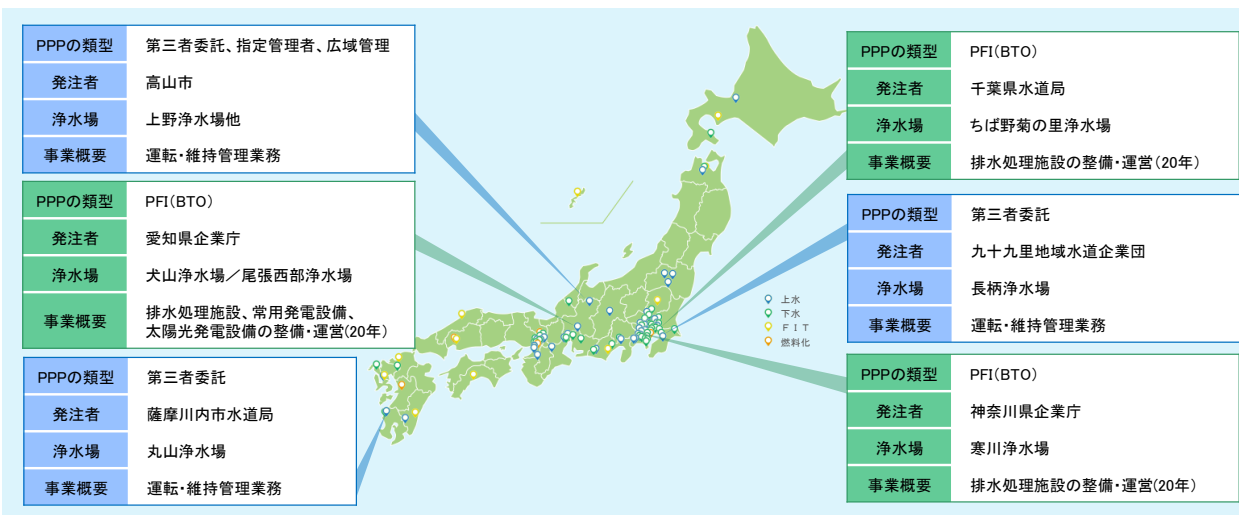 PPPの類型 第三者委託、指定管理者、広域管理
発注者 高山市
浄水場 上野浄水場他
事業概要 運転・維持管理業務
PPPの類型 PFI(BTO)
発注者 愛知県企業庁
浄水場 犬山浄水場／尾張西部浄水場
事業概要 排水処理施設、常用発電設備、
太陽光発電設備の整備・運営(20年)
PPPの類型 第三者委託
発注者 薩摩川内市水道局
浄水場 丸山浄水場
事業概要 運転・維持管理業務
上水
下水
ＦＩＴ
燃料化
PPPの類型 PFI(BTO)
発注者 千葉県水道局
浄水場 ちば野菊の里浄水場
事業概要 排水処理施設の整備・運営(20年)
PPPの類型 第三者委託
発注者 九十九里地域水道企業団
浄水場 長柄浄水場
事業概要 運転・維持管理業務
PPPの類型 PFI(BTO)
発注者 神奈川県企業庁
浄水場 寒川浄水場
事業概要 排水処理施設の整備・運営(20年)